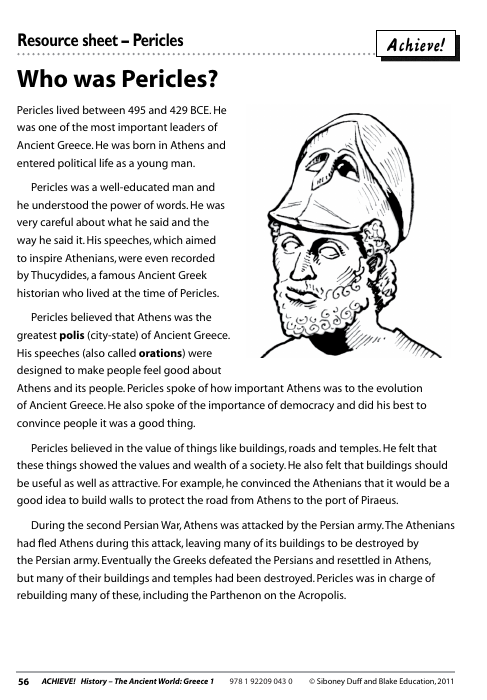 Resource sheet – Pericles
Achieve!
Who was Pericles?
Pericles lived between 495 and 429 BCE. He
was one of the most important leaders of
Ancient Greece. He was born in Athens and
entered political life as a young man.
Pericles was a well-educated man and
he understood the power of words. He was
very careful about what he said and the
way he said it. His speeches, which aimed
to inspire Athenians, were even recorded
by Thucydides, a famous Ancient Greek
historian who lived at the time of Pericles.
Pericles believed that Athens was the
greatest polis (city-state) of Ancient Greece.
His speeches (also called orations) were
designed to make people feel good about
Athens and its people. Pericles spoke of how important Athens was to the evolution
of Ancient Greece. He also spoke of the importance of democracy and did his best to
convince people it was a good thing.
Pericles believed in the value of things like buildings, roads and temples. He felt that
these things showed the values and wealth of a society. He also felt that buildings should
be useful as well as attractive. For example, he convinced the Athenians that it would be a
good idea to build walls to protect the road from Athens to the port of Piraeus.
During the second Persian War, Athens was attacked by the Persian army. The Athenians
had fled Athens during this attack, leaving many of its buildings to be destroyed by
the Persian army. Eventually the Greeks defeated the Persians and resettled in Athens,
but many of their buildings and temples had been destroyed. Pericles was in charge of
rebuilding many of these, including the Parthenon on the Acropolis.
56 ACHIEVE! History – The Ancient World: Greece 1 978 1 92209 043 0 © Siboney Duff and Blake Education, 2011